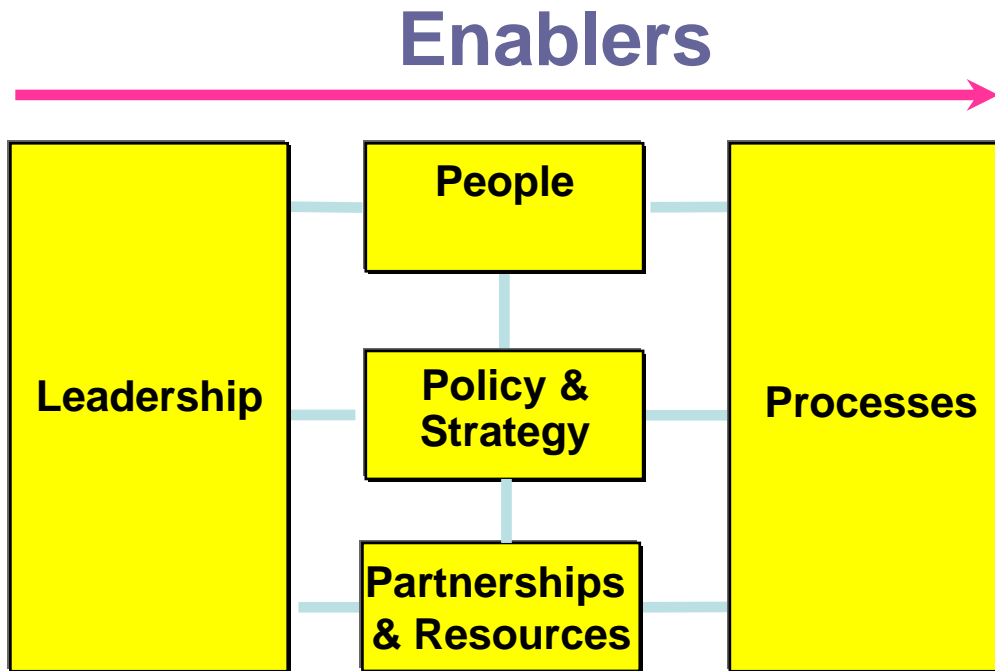 Enablers
People
Leadership
Policy &
Strategy
Processes
Partnerships
& Resources